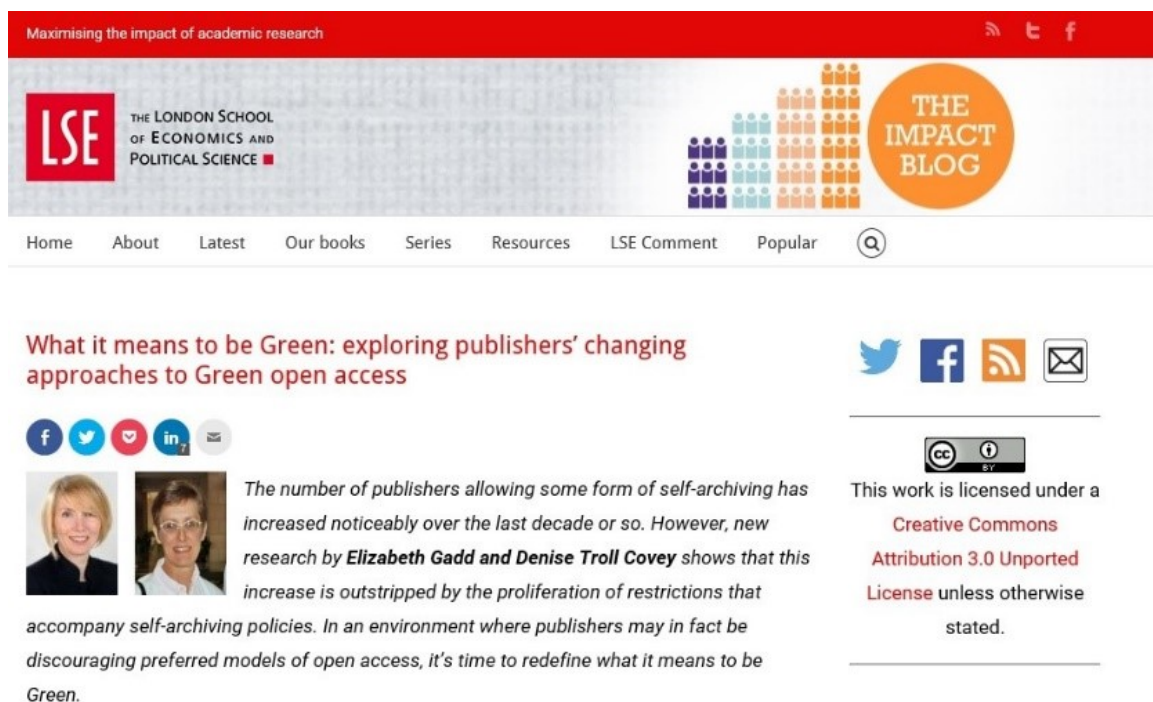 Maximising the impact of academic research
LSE
THE LONDON SCHOOL
OF ECONOMICS AND
POLITICAL SCIENCE
THE
IMPACT
BLOG
Home About Latest Our books Series Resources LSE Comment Popular
What it means to be Green: exploring publishers’ changing
approaches to Green open access
7
The number of publishers allowing some form of self-archiving has
increased noticeably over the last decade or so. However, new
research by Elizabeth Gadd and Denise Troll Covey shows that this
increase is outstripped by the proliferation of restrictions that
accompany self-archiving policies. In an environment where publishers may in fact be
discouraging preferred models of open access, it’s time to redefine what it means to be
Green.
cc
BY
This work is licensed under a
Creative Commons
Attribution 3.0 Unported
License unless otherwise
stated.